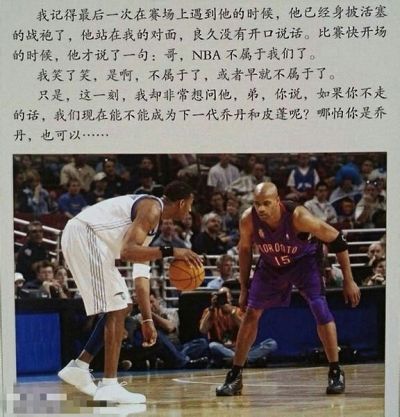 我记得最后一次在赛场上遇到他的时候，他已经身披活塞
的战袍了，他站在我的对面，良久没有开口说话。比赛快开场
的时候，他才说了一句：哥，NBA 不属于我们了。
我笑了笑，是啊，不属于了，或者早就不属于了。
只是，这一刻，我却非常想问他，弟，你说，如果你不走
的话，我们现在能不能成为下一代乔丹和皮蓬呢？哪怕你是乔
丹，也可以……
TORONTO
15